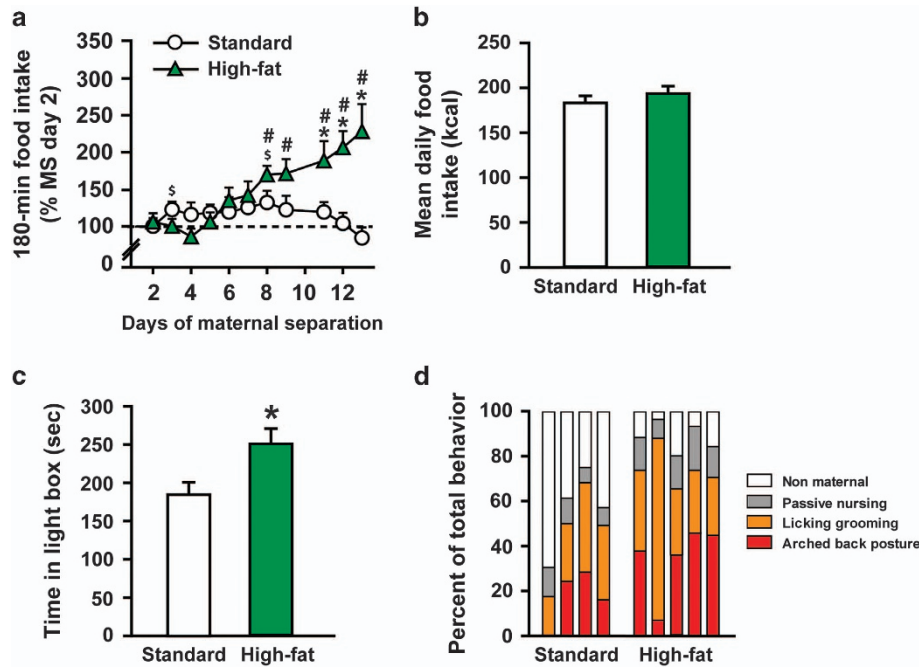 a
350
300
250
200
150
100
0
180-min food intake
(% MS day 2)
Standard
High-fat
$
#
$
#
#
*
#
*
#
*
2 4 6 8 10 12
Days of maternal separation
b
250
200
150
100
50
0
Mean daily food
intake (kcal)
Standard High-fat
c
300
250
200
150
100
50
0
Time in light box (sec)
*
Standard High-fat
d
100
80
60
40
20
0
Percent of total behavior
Standard High-fat
Non maternal
Passive nursing
Licking grooming
Arched back posture